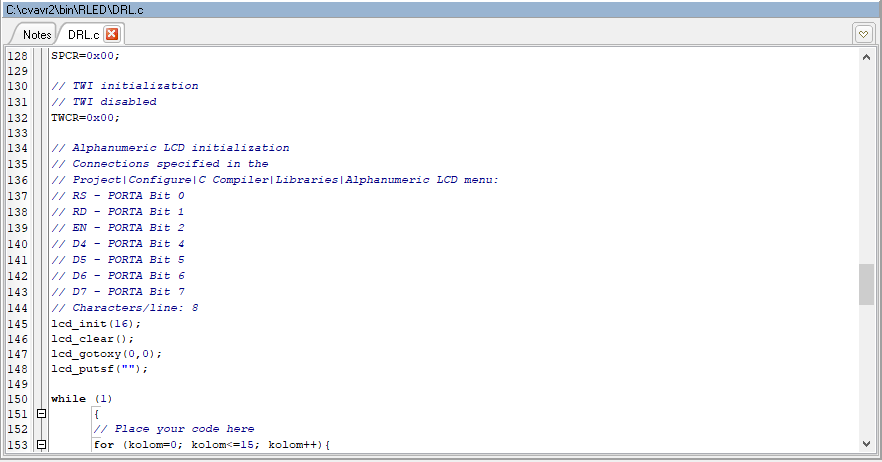 C:\cvavr2\bin\RLED\DRL.c
Notes DRL.c
128 SPCR=0x00;
129
130 // TWI initialization
131 // TWI disabled
132 TWCR=0x00;
133
134 // Alphanumeric LCD initialization
135 // Connections specified in the
136 // Project|Configure|C Compiler|Libraries|Alphanumeric LCD menu:
137 // RS - PORTA Bit 0
138 // RD - PORTA Bit 1
139 // EN - PORTA Bit 2
140 // D4 - PORTA Bit 4
141 // D5 - PORTA Bit 5
142 // D6 - PORTA Bit 6
143 // D7 - PORTA Bit 7
144 // Characters/line: 8
145 lcd_init(16);
146 lcd_clear();
147 lcd_gotoxy(0,0);
148 lcd_putsf("");
149
150 while (1)
151 {
152 // Place your code here
153 for (kolom=0; kolom<=15; kolom++){